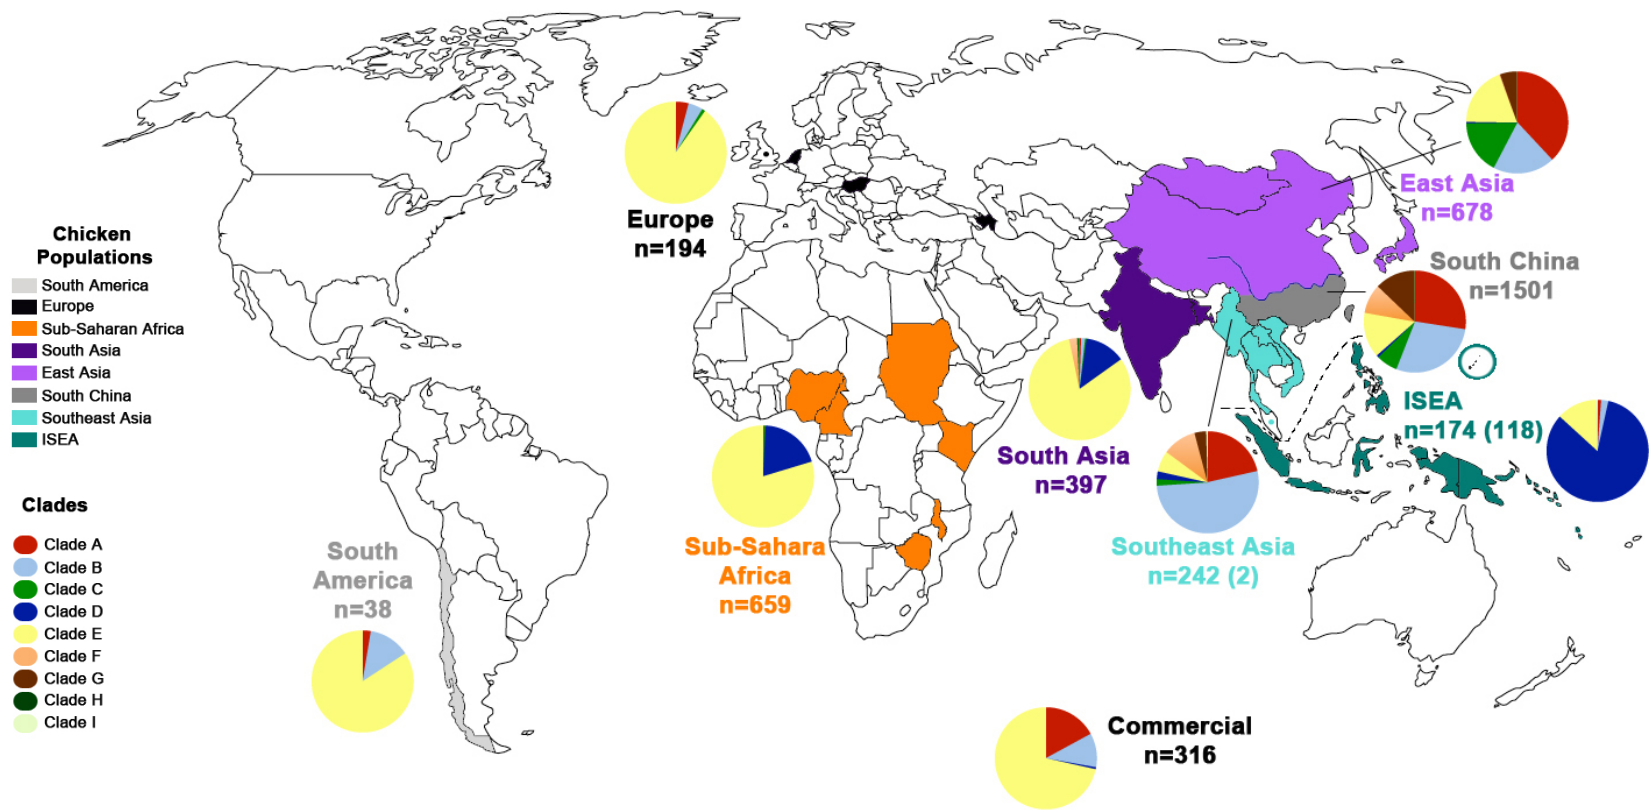 Europe
n=194
East Asia
n=678
South China
n=1501
Chicken
Populations
South America
Europe
Sub-Saharan Africa
South Asia
East Asia
South China
Southeast Asia
ISEA
ISEA
n=174 (118)
South Asia
n=397
Sub-Sahara
Africa
n=659
Southeast Asia
n=242 (2)
Clades
Clade A
Clade B
Clade C
Clade D
Clade E
Clade F
Clade G
Clade H
Clade I
South
America
n=38
Commercial
n=316